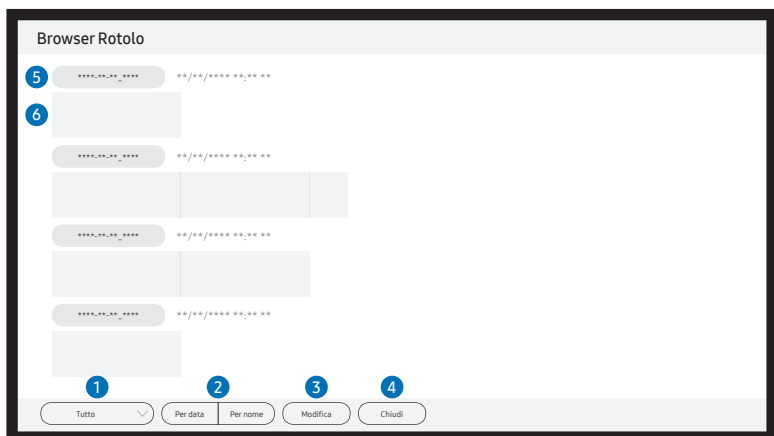 Browser Rotolo
5 ****-**-**_**** **/**/**** **:** **
6
****-**-**_**** **/**/**** **:** **
****-**-**_**** **/**/**** **:** **
****-**-**_**** **/**/**** **:** **
1 2 3 4
Tutto Per data Per nome Modifica Chiudi